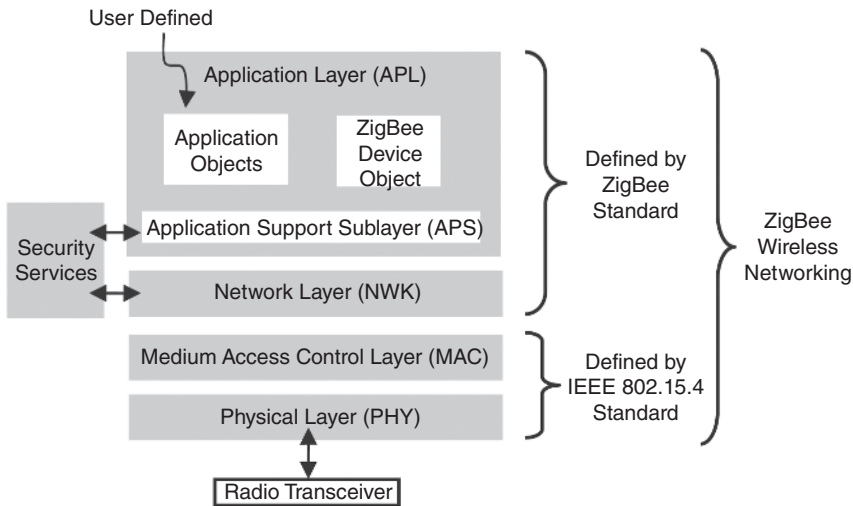 User Defined
Application Layer (APL)
Application
Objects
ZigBee
Device
Object
Application Support Sublayer (APS)
Security
Services
Network Layer (NWK)
Medium Access Control Layer (MAC)
Physical Layer (PHY)
Radio Transceiver
Defined by
ZigBee
Standard
Defined by
IEEE 802.15.4
Standard
ZigBee
Wireless
Networking